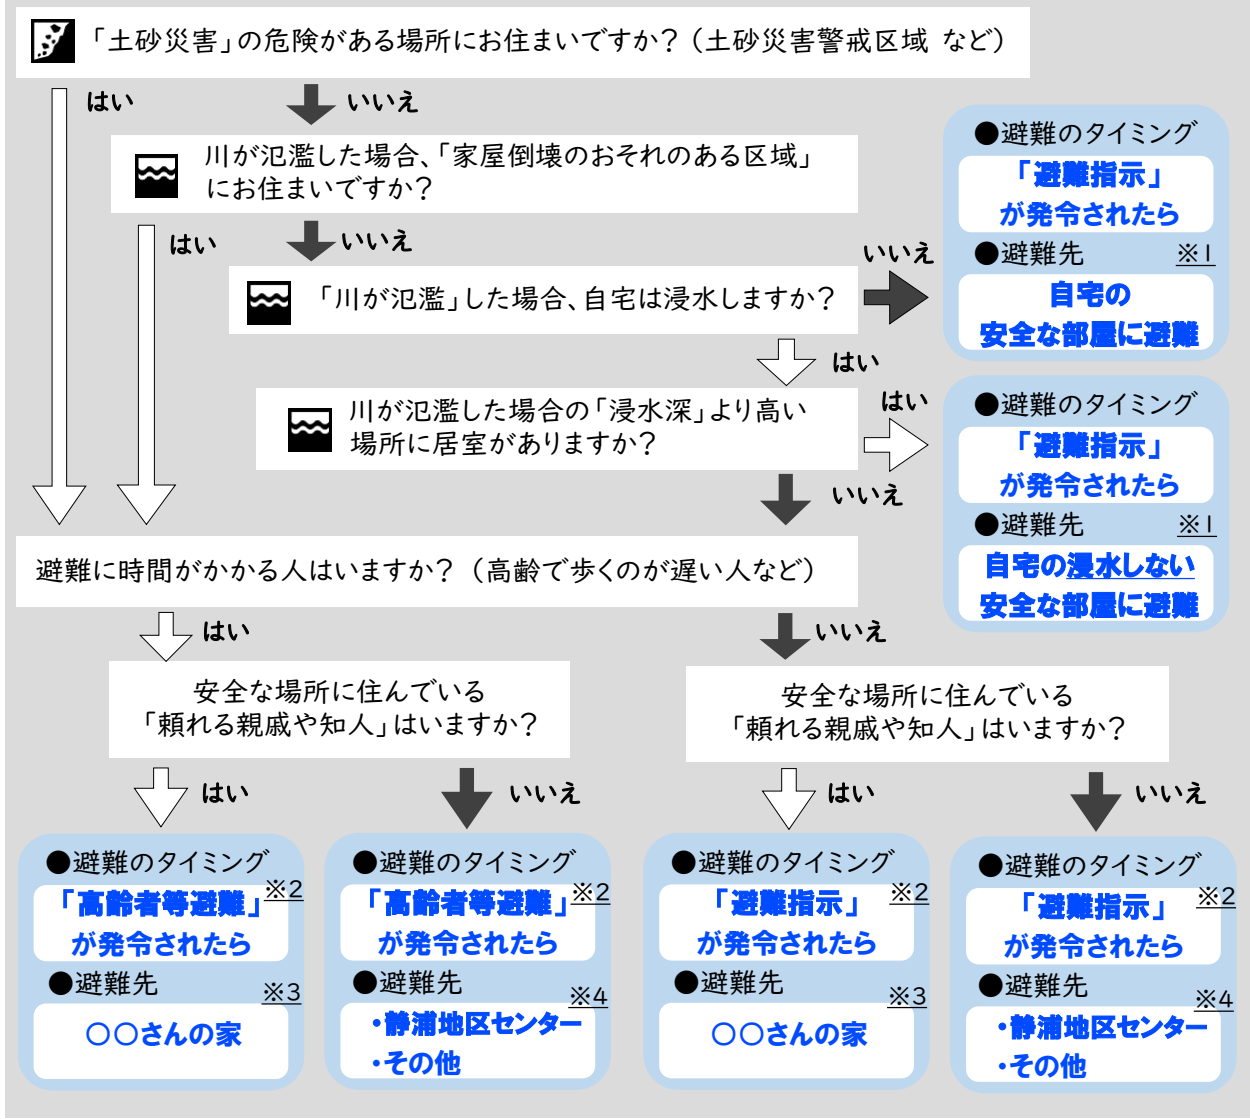 「土砂災害」の危険がある場所にお住まいですか？（土砂災害警戒区域 など）
はい
いいえ
川が氾濫した場合、「家屋倒壊のおそれのある区域」
にお住まいですか？
はい
いいえ
「川が氾濫」した場合、自宅は浸水しますか？
いいえ
はい
●避難のタイミング
「避難指示」
が発令されたら
●避難先 ※1
自宅の
安全な部屋に避難
川が氾濫した場合の「浸水深」より高い
場所に居室がありますか？
はい
いいえ
●避難のタイミング
「避難指示」
が発令されたら
●避難先 ※1
自宅の浸水しない
安全な部屋に避難
避難に時間がかかる人はいますか？（高齢で歩くのが遅い人など）
はい
いいえ
安全な場所に住んでいる
「頼れる親戚や知人」はいますか？
はい
いいえ
安全な場所に住んでいる
「頼れる親戚や知人」はいますか？
はい
いいえ
●避難のタイミング
「高齢者等避難」※2
が発令されたら
●避難先 ※3
〇〇さんの家
●避難のタイミング
「高齢者等避難」※2
が発令されたら
●避難先 ※4
・静浦地区センター
・その他
●避難のタイミング
「避難指示」 ※2
が発令されたら
●避難先 ※3
〇〇さんの家
●避難のタイミング
「避難指示」 ※2
が発令されたら
●避難先 ※4
・静浦地区センター
・その他